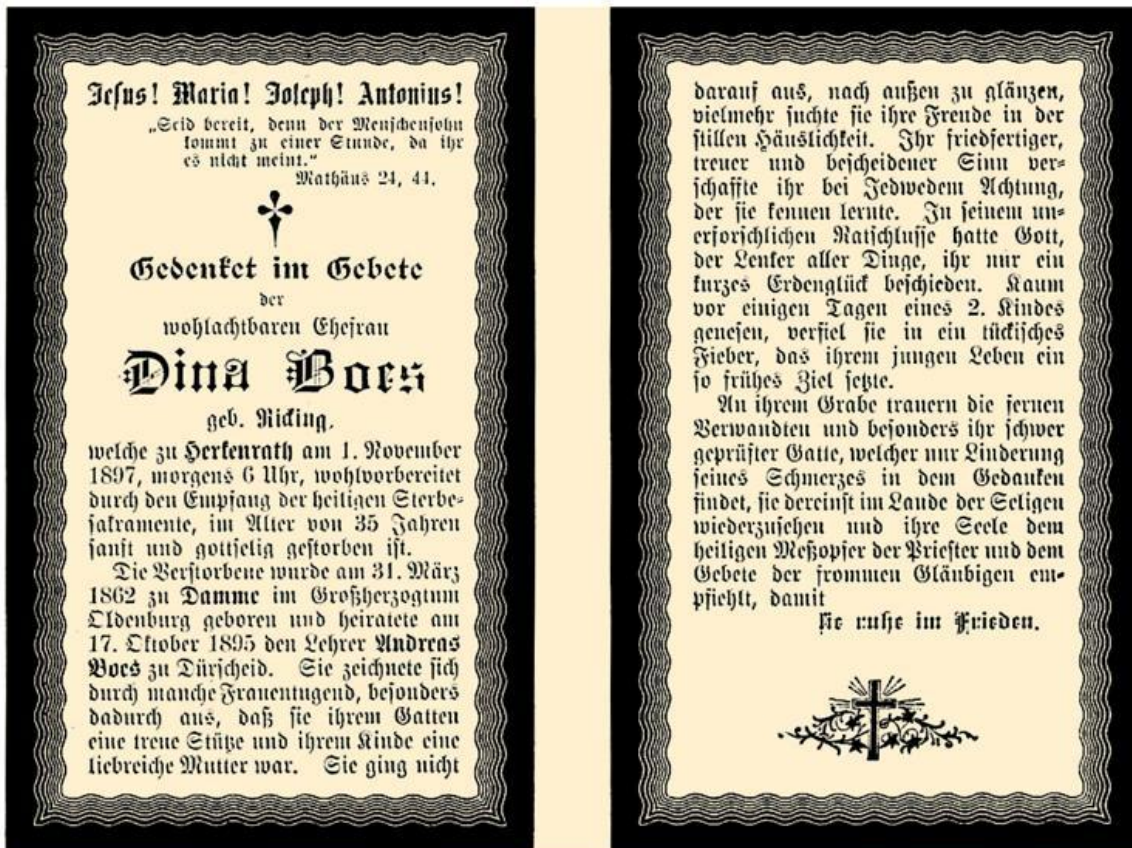 Jesus! Maria! Joseph! Antonius!
„Seid bereit, denn der Menschensohn
kommt zu einer Stunde, da ihr
es nicht meint.“
Mathäus 24, 44.
Gedenket im Gebete
der
wohlachtbaren Ehefrau
Dina Boes
geb. Ricking,
welche zu Herkenrath am 1. November
1897, morgens 6 Uhr, wohlvorbereitet
durch den Empfang der heiligen Sterbe-
sakramente, im Alter von 35 Jahren
sanft und gottselig gestorben ist.
Die Verstorbene wurde am 31. März
1862 zu Damme im Großherzogtum
Oldenburg geboren und heiratete am
17. Oktober 1895 den Lehrer Andreas
Boes zu Dürscheid. Sie zeichnete sich
durch manche Frauentugend, besonders
dadurch aus, daß sie ihrem Gatten
eine treue Stütze und ihrem Kinde eine
liebreiche Mutter war. Sie ging nicht
darauf aus, nach außen zu glänzen,
vielmehr suchte sie ihre Freude in der
stillen Häuslichkeit. Ihr friedfertiger,
treuer und bescheidener Sinn ver-
schaffte ihr bei Jedwedem Achtung,
der sie kennen lernte. In seinem un-
erforschlichen Ratschlusse hatte Gott,
der Lenker aller Dinge, ihr nur ein
kurzes Erdenglück beschieden. Kaum
vor einigen Tagen eines 2. Kindes
genesen, verfiel sie in ein tückisches
Fieber, das ihrem jungen Leben ein
so frühes Ziel setzte.
An ihrem Grabe trauern die fernen
Verwandten und besonders ihr schwer
geprüfter Gatte, welcher nur Linderung
seines Schmerzes in dem Gedanken
findet, sie dereinst im Lande der Seligen
wiederzusehen und ihre Seele dem
heiligen Meßopfer der Priester und dem
Gebete der frommen Gläubigen em-
pfiehlt, damit
sie ruhe im Frieden.